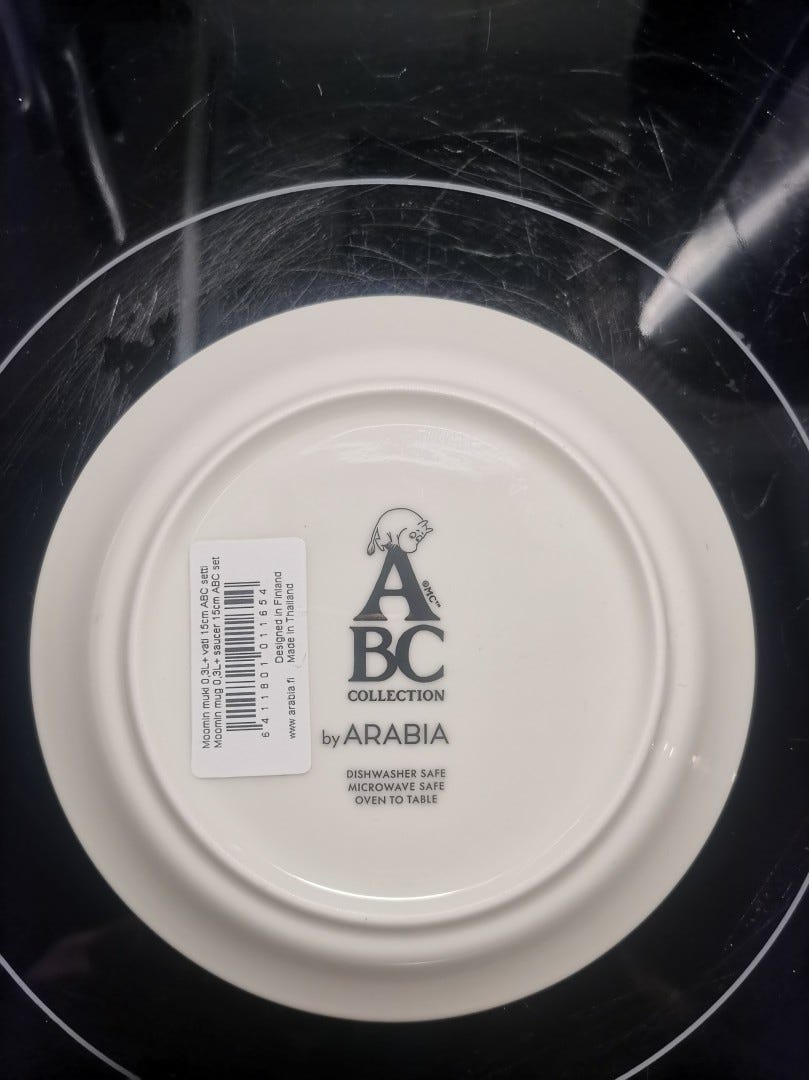 A
©MC™
BC
COLLECTION
by ARABIA
DISHWASHER SAFE
MICROWAVE SAFE
OVEN TO TABLE
Moomin muki 0,3L+ vati 15cm ABC setti
Moomin mug 0,3L+ saucer 15cm ABC set
6 411801 011654
Designed in Finland
www.arabia.fi Made in Thailand